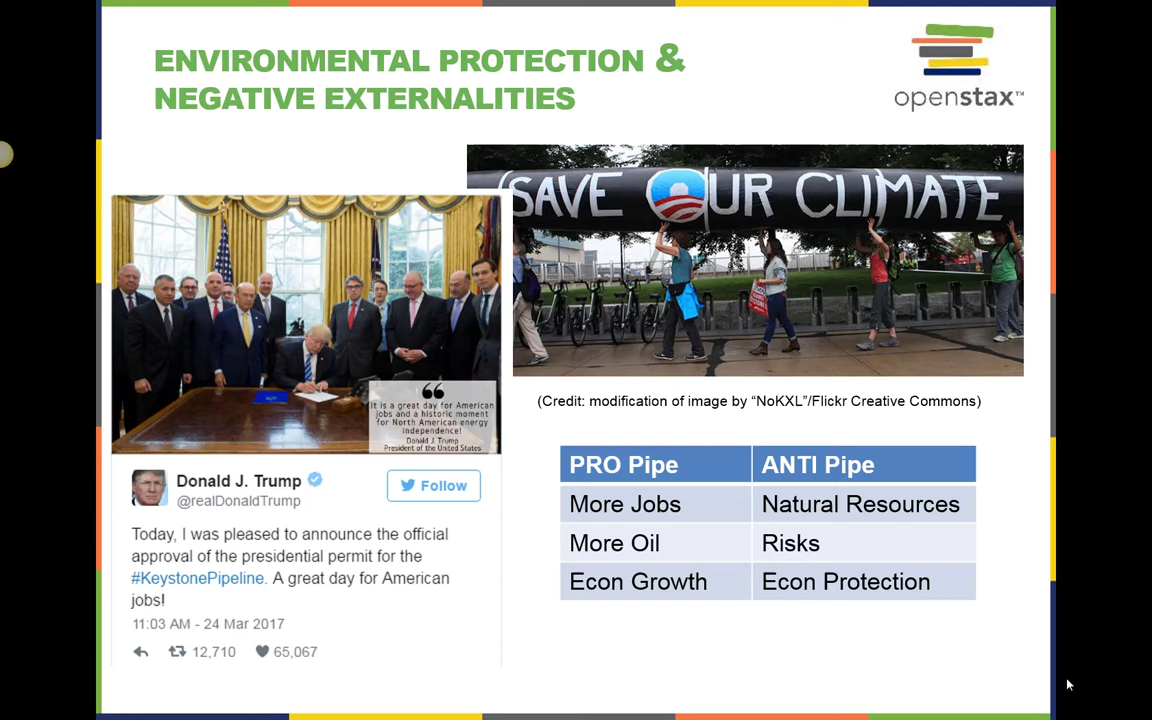 ENVIRONMENTAL PROTECTION &
NEGATIVE EXTERNALITIES
openstax™
SAVE OUR CLIMATE
(Credit: modification of image by “NoKXL”/Flickr Creative Commons)
It is a great day for American
jobs and a historic moment
for North American energy
independence!
Donald J. Trump
President of the United States
Donald J. Trump
@realDonaldTrump
Follow
Today, I was pleased to announce the official
approval of the presidential permit for the
#KeystonePipeline. A great day for American
jobs!
11:03 AM - 24 Mar 2017
12,710 65,067
PRO Pipe ANTI Pipe
More Jobs Natural Resources
More Oil Risks
Econ Growth Econ Protection